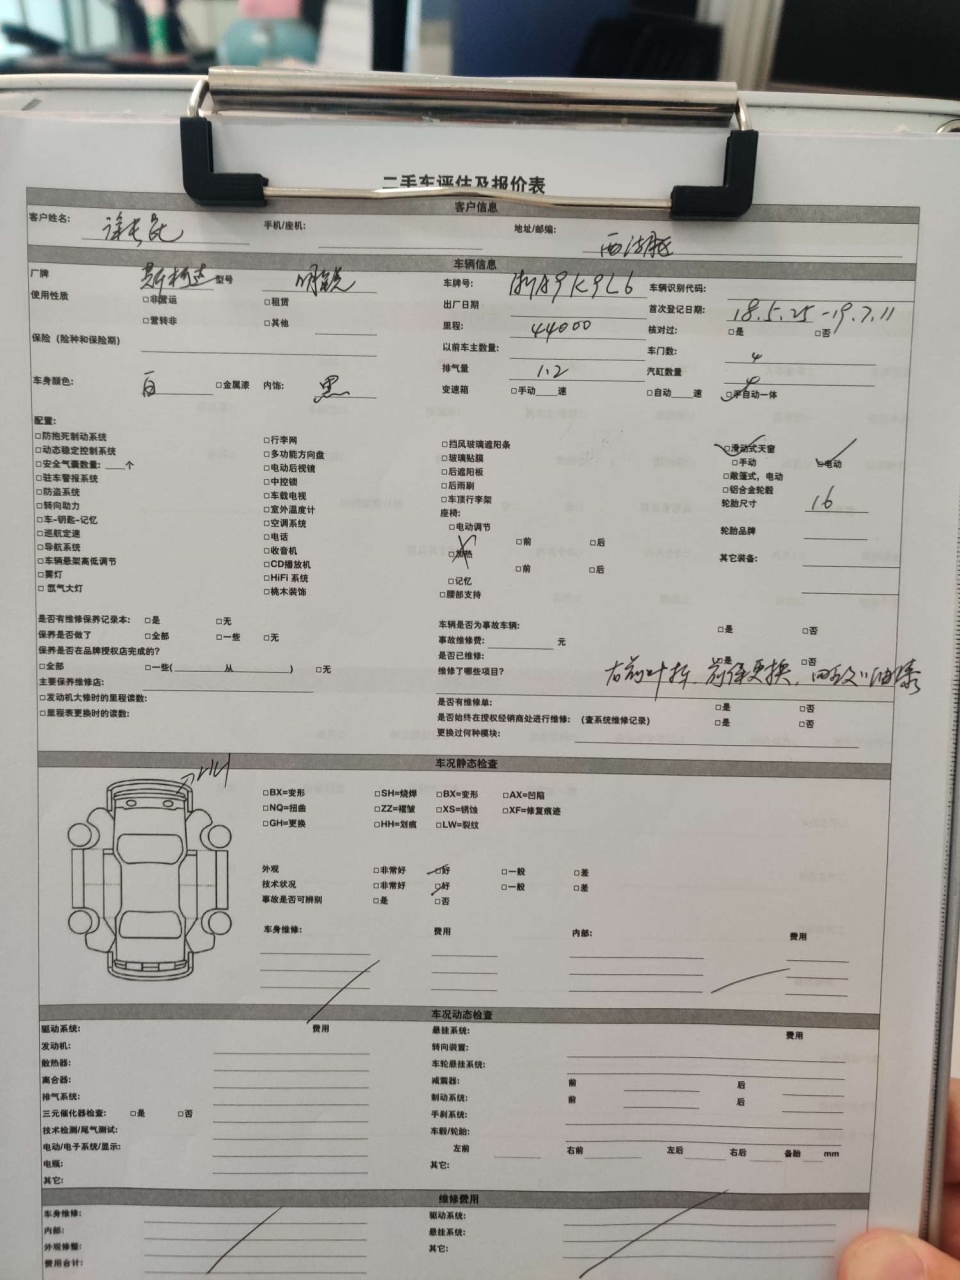 二手车评估及报价表
客户信息
客户姓名: 手机/座机: 地址/邮编: 西湖区
车辆信息
厂牌 斯柯达 型号 明锐 车牌号: 浙A9K9L6 车辆识别代码:
使用性质 □非营运 □租赁 出厂日期 首次登记日期: 18.5.25-19.7.11
□营转非 □其他 里程: 44000 核对过: □是 □否
保险（险种和保险期） 以前车主数量: 车门数: 4
排气量 1.2 汽缸数量 4
车身颜色: 白 □金属漆 内饰: 黑 变速箱 □手动 速 □自动 速 □手自动一体
配置:
□防抱死制动系统 □行李网 □挡风玻璃遮阳条 □滑动式天窗
□动态稳定控制系统 □多功能方向盘 □玻璃贴膜 □手动 □电动
□安全气囊数量: 个 □电动后视镜 □后遮阳板 □敞篷式，电动
□驻车警报系统 □中控锁 □后雨刷 □铝合金轮毂
□防盗系统 □车载电视 □车顶行李架 轮胎尺寸 16
□转向助力 □室外温度计 座椅:
□车-钥匙-记忆 □空调系统 □电动调节 轮胎品牌
□巡航定速 □电话 □前 □后
□导航系统 □收音机 □加热 其它装备:
□车辆悬架高低调节 □CD播放机 □前 □后
□雾灯 □HiFi 系统 □记忆
□氙气大灯 □桃木装饰 □腰部支持
是否有维修保养记录本: □是 □无 车辆是否为事故车辆: □是 □否
保养是否做了 □全部 □一些 □无 事故维修费: 元
保养是否在品牌授权店完成的? 是否已维修: □是 □否
□全部 □一些( 从 ) □无 维修了哪些项目? 右前叶拆，前保更换，
主要保养维修店:
□发动机大修时的里程读数: 是否有维修单: □是 □否
□里程表更换时的读数: 是否始终在授权经销商处进行维修:（查系统维修记录） □是 □否
更换过何种模块:
车况静态检查
□BX=变形 □SH=烧焊 □BX=变形 □AX=凹陷
□NQ=扭曲 □ZZ=褶皱 □XS=锈蚀 □XF=修复痕迹
□GH=更换 □HH=划痕 □LW=裂纹
外观 □非常好 □好 □一般 □差
技术状况 □非常好 □好 □一般 □差
事故是否可辨别 □是 □否
车身维修: 费用 内部: 费用
车况动态检查
驱动系统: 费用 悬挂系统: 费用
发动机: 转向装置:
散热器: 车轮悬挂系统:
离合器: 减震器: 前 后
排气系统: 制动系统: 前 后
三元催化器检查: □是 □否 手刹系统:
技术检测/尾气测试: 车毂/轮胎:
电动/电子系统/显示: 左前 右前 左后 右后 备胎 mm
电瓶: 其它:
其它:
维修费用
车身维修: 驱动系统:
内部: 悬挂系统:
外观修整: 其它:
费用合计: